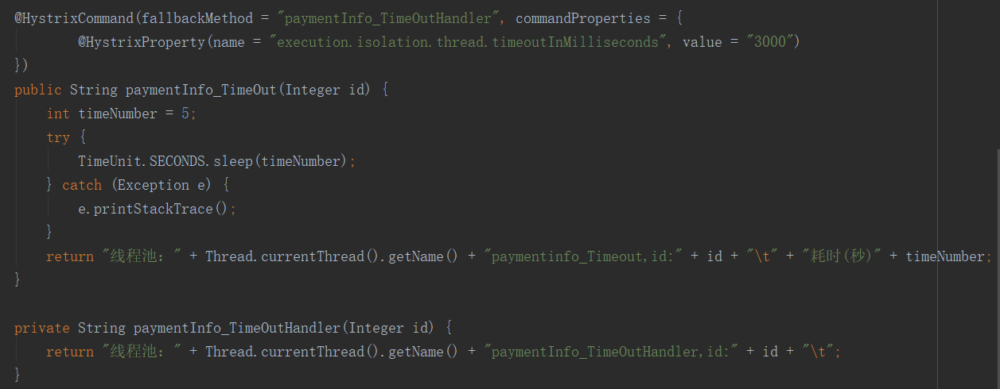 @HystrixCommand(fallbackMethod = "paymentInfo_TimeOutHandler", commandProperties = {
        @HystrixProperty(name = "execution.isolation.thread.timeoutInMilliseconds", value = "3000")
})
public String paymentInfo_TimeOut(Integer id) {
    int timeNumber = 5;
    try {
        TimeUnit.SECONDS.sleep(timeNumber);
    } catch (Exception e) {
        e.printStackTrace();
    }
    return "线程池：" + Thread.currentThread().getName() + "paymentinfo_Timeout,id:" + id + "\t" + "耗时(秒)" + timeNumber;
}

private String paymentInfo_TimeOutHandler(Integer id) {
    return "线程池：" + Thread.currentThread().getName() + "paymentInfo_TimeOutHandler,id:" + id + "\t";
}